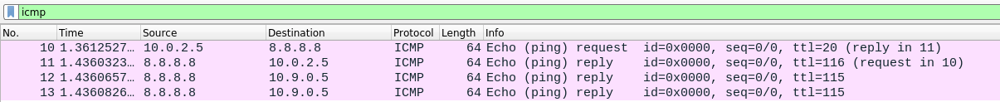 icmp
No. Time Source Destination Protocol Length Info
10 1.3612527… 10.0.2.5 8.8.8.8 ICMP 64 Echo (ping) request id=0x0000, seq=0/0, ttl=20 (reply in 11)
11 1.4360323… 8.8.8.8 10.0.2.5 ICMP 64 Echo (ping) reply id=0x0000, seq=0/0, ttl=116 (request in 10)
12 1.4360657… 8.8.8.8 10.9.0.5 ICMP 64 Echo (ping) reply id=0x0000, seq=0/0, ttl=115
13 1.4360826… 8.8.8.8 10.9.0.5 ICMP 64 Echo (ping) reply id=0x0000, seq=0/0, ttl=115